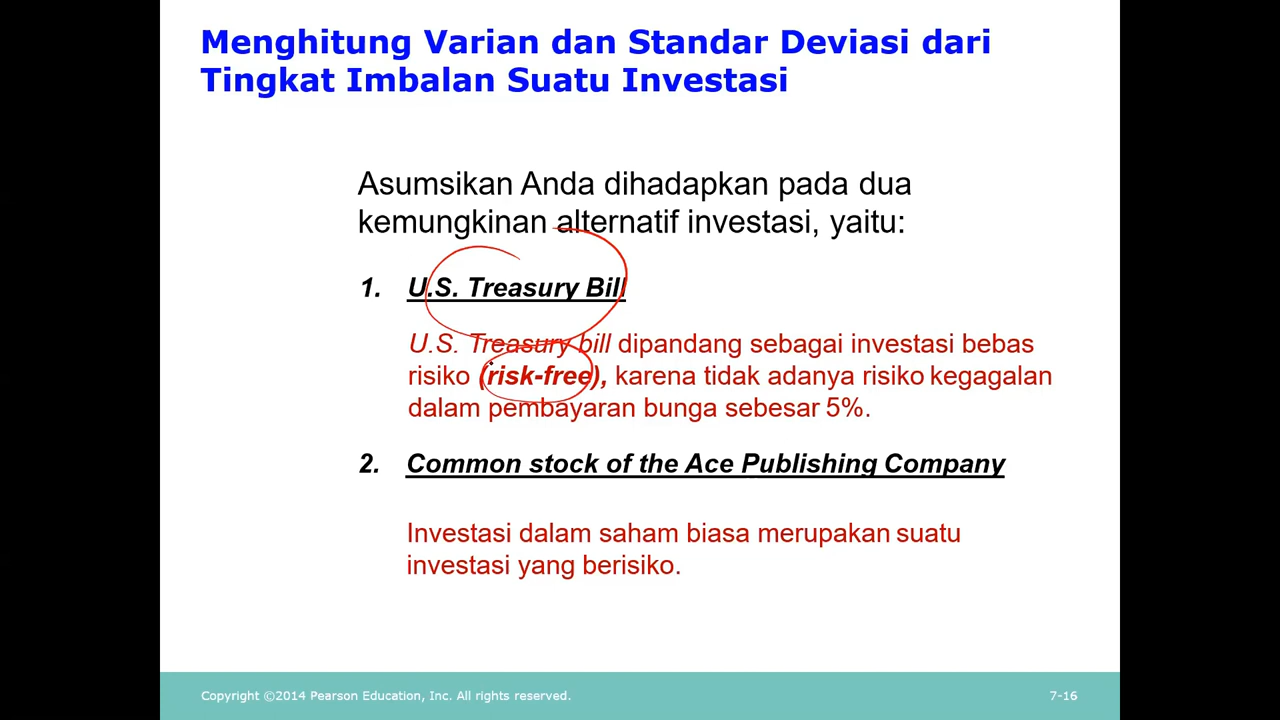 Menghitung Varian dan Standar Deviasi dari
Tingkat Imbalan Suatu Investasi
Asumsikan Anda dihadapkan pada dua
kemungkinan alternatif investasi, yaitu:
1. U.S. Treasury Bill
U.S. Treasury bill dipandang sebagai investasi bebas
risiko (risk-free), karena tidak adanya risiko kegagalan
dalam pembayaran bunga sebesar 5%.
2. Common stock of the Ace Publishing Company
Investasi dalam saham biasa merupakan suatu
investasi yang berisiko.
Copyright ©2014 Pearson Education, Inc. All rights reserved.
7-16